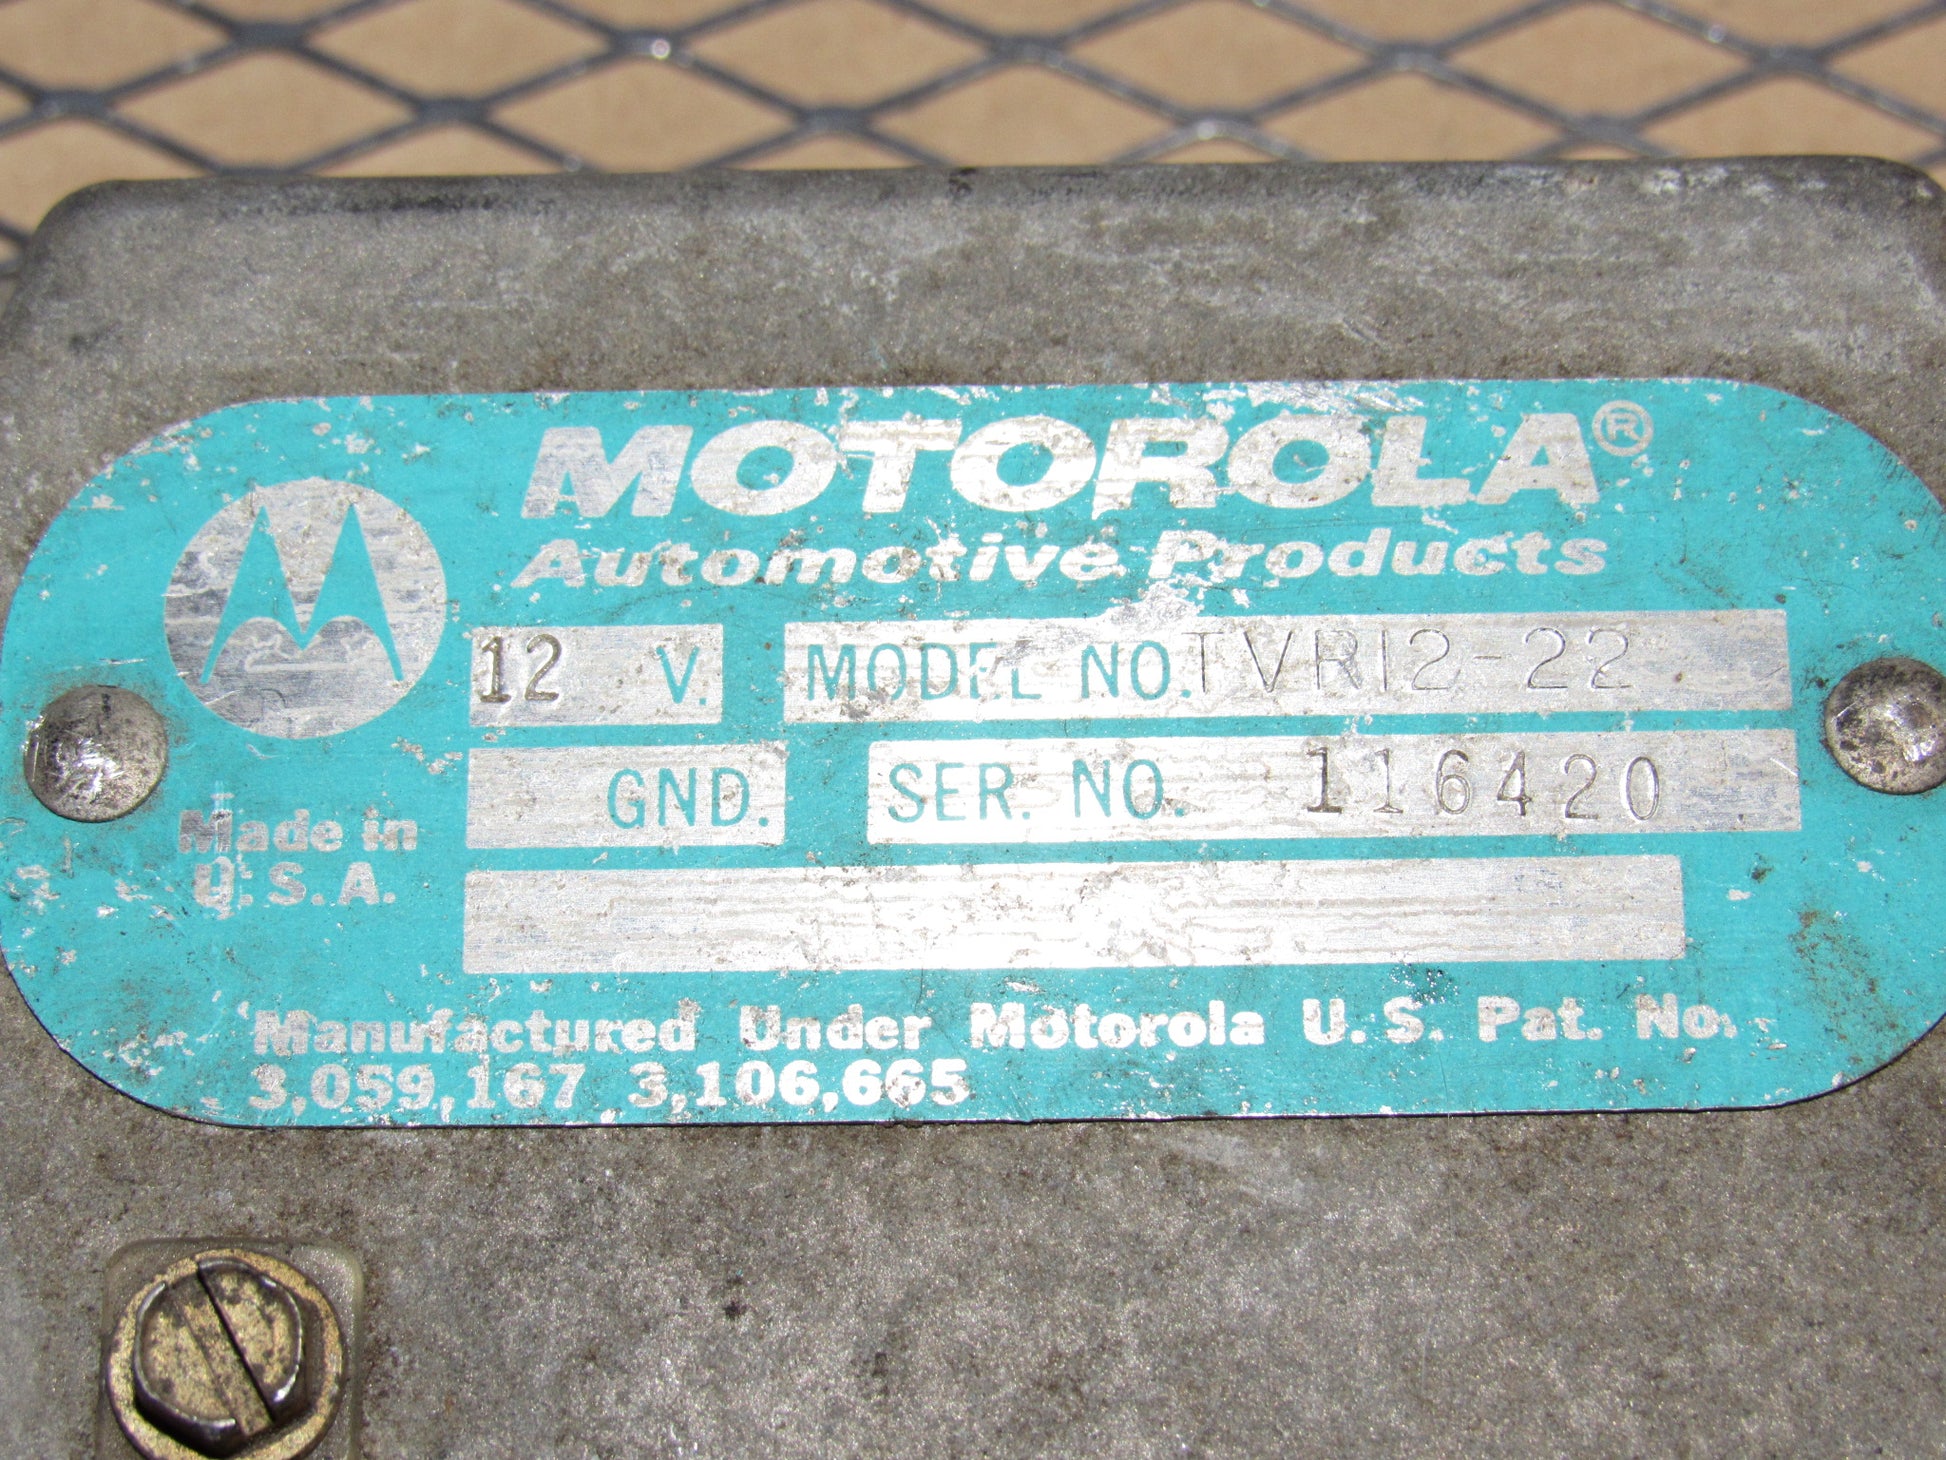 MOTOROLA®
Automotive Products
12 V. MODEL NO. TVR12-22
GND. SER. NO. 116420
Made in
U.S.A.
Manufactured Under Motorola U.S. Pat. No.
3,059,167 3,106,665